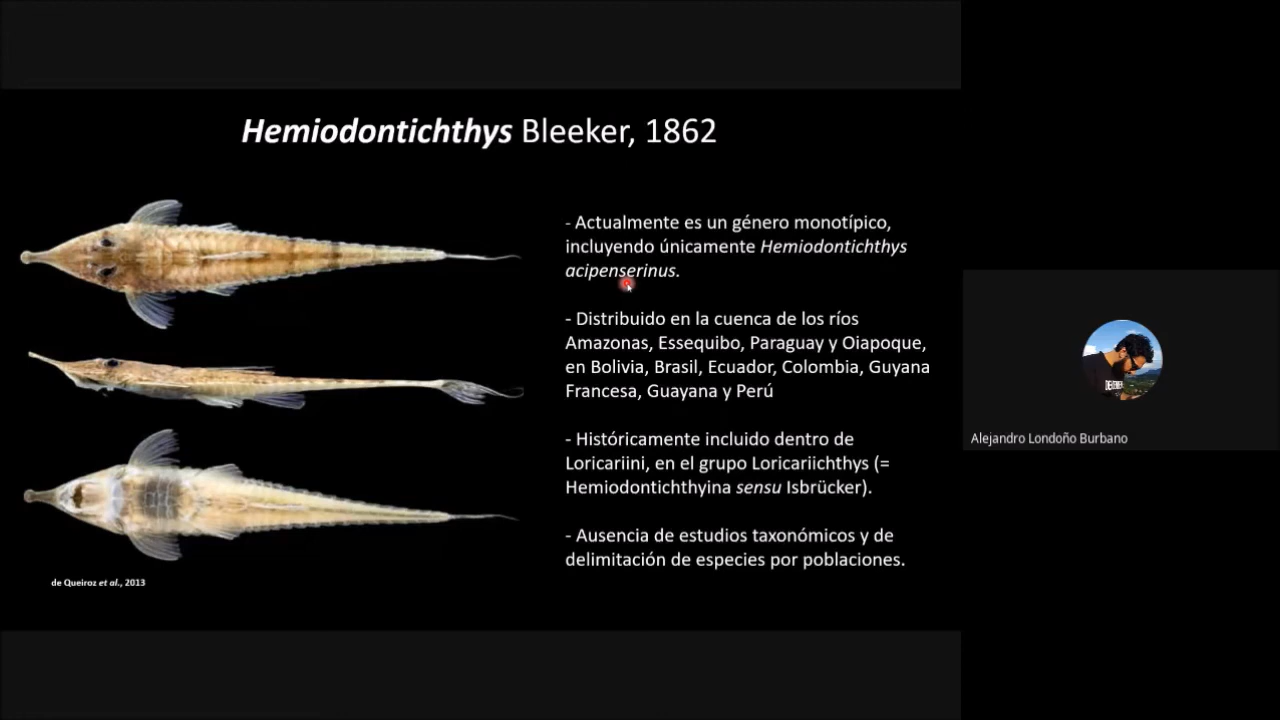 Hemiodontichthys Bleeker, 1862
- Actualmente es un género monotípico,
incluyendo únicamente Hemiodontichthys
acipenserinus.
- Distribuido en la cuenca de los ríos
Amazonas, Essequibo, Paraguay y Oiapoque,
en Bolivia, Brasil, Ecuador, Colombia, Guyana
Francesa, Guayana y Perú
- Históricamente incluido dentro de
Loricariini, en el grupo Loricariichthys (=
Hemiodontichthyina sensu Isbrücker).
- Ausencia de estudios taxonómicos y de
delimitación de especies por poblaciones.
de Queiroz et al., 2013
Alejandro Londoño Burbano